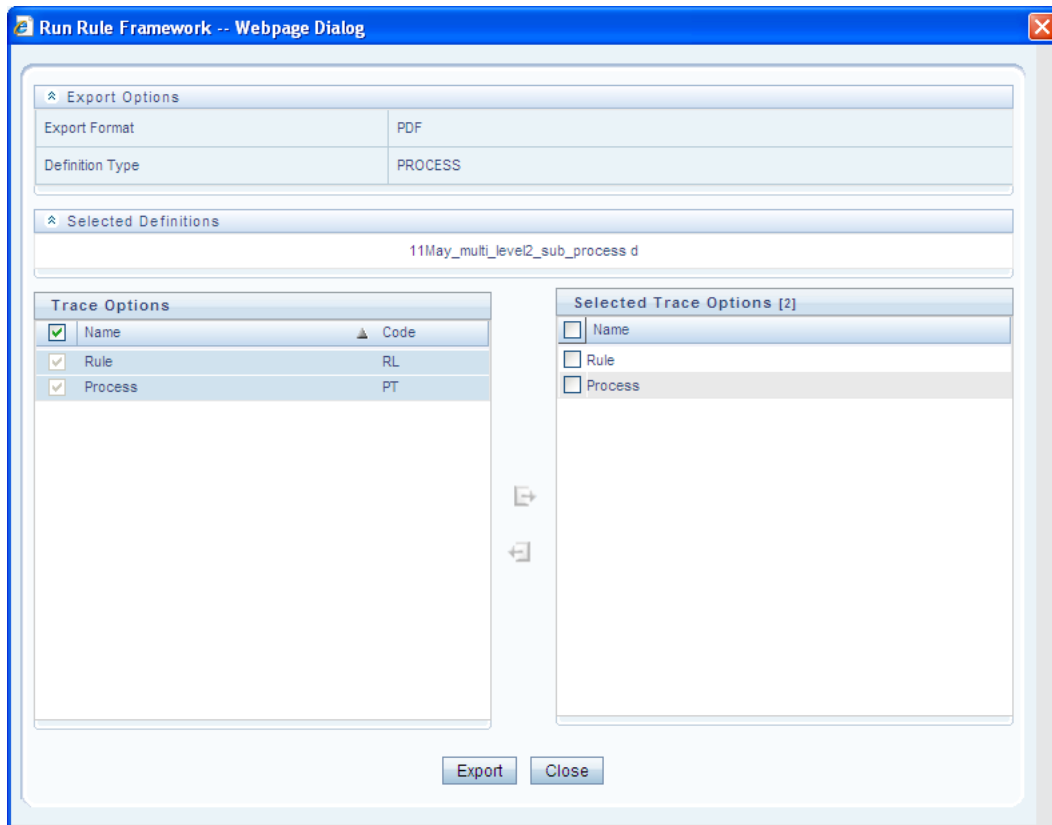 Run Rule Framework -- Webpage Dialog
Export Options
Export Format PDF
Definition Type PROCESS
Selected Definitions
11May_multi_level2_sub_process d
Trace Options
Name Code
Rule RL
Process PT
Selected Trace Options [2]
Name
Rule
Process
Export Close